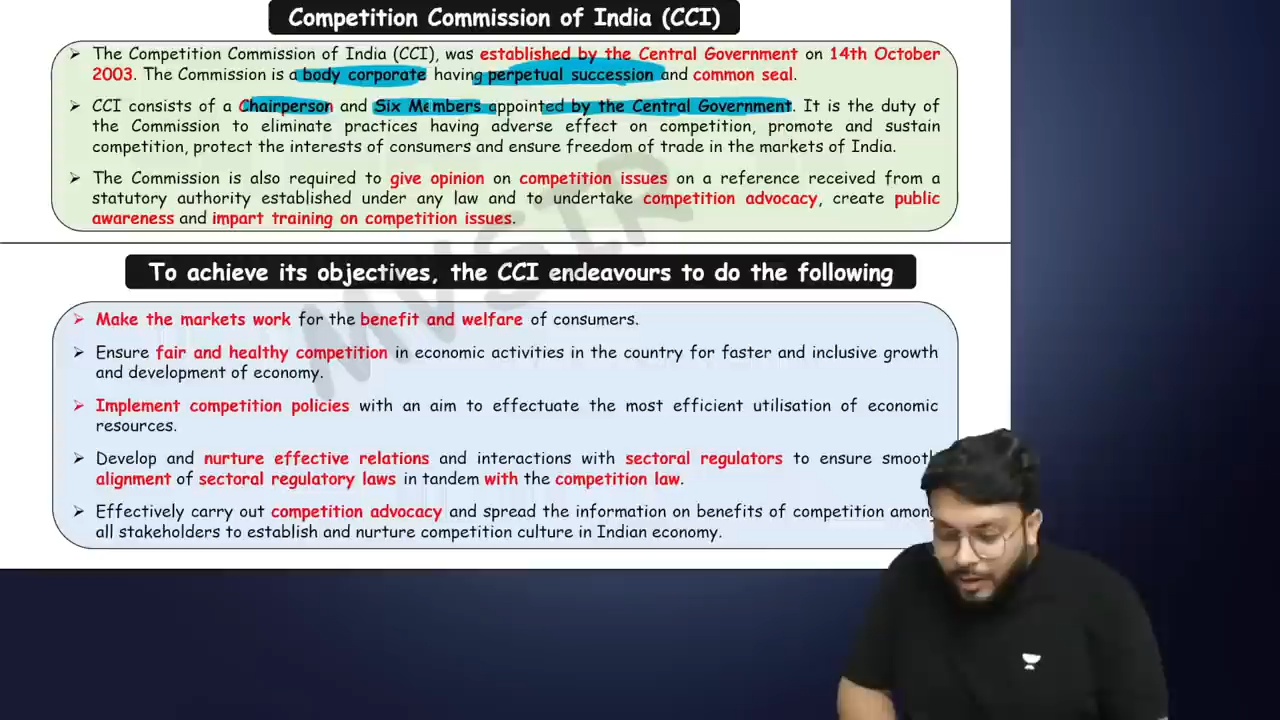 Competition Commission of India (CCI)
➢ The Competition Commission of India (CCI), was established by the Central Government on 14th October
2003. The Commission is a body corporate having perpetual succession and common seal.
➢ CCI consists of a Chairperson and Six Members appointed by the Central Government. It is the duty of
the Commission to eliminate practices having adverse effect on competition, promote and sustain
competition, protect the interests of consumers and ensure freedom of trade in the markets of India.
➢ The Commission is also required to give opinion on competition issues on a reference received from a
statutory authority established under any law and to undertake competition advocacy, create public
awareness and impart training on competition issues.
MVSIR
To achieve its objectives, the CCI endeavours to do the following
➢ Make the markets work for the benefit and welfare of consumers.
➢ Ensure fair and healthy competition in economic activities in the country for faster and inclusive growth
and development of economy.
➢ Implement competition policies with an aim to effectuate the most efficient utilisation of economic
resources.
➢ Develop and nurture effective relations and interactions with sectoral regulators to ensure smooth
alignment of sectoral regulatory laws in tandem with the competition law.
➢ Effectively carry out competition advocacy and spread the information on benefits of competition among
all stakeholders to establish and nurture competition culture in Indian economy.